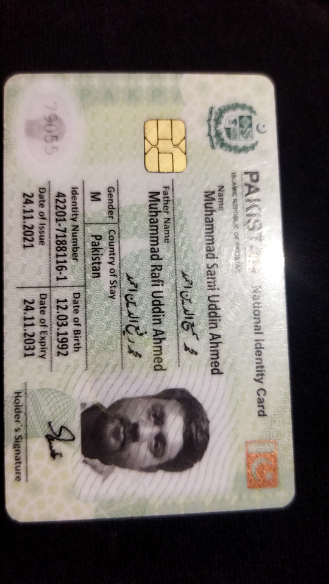 PAKISTAN National Identity Card
ISLAMIC REPUBLIC OF PAKISTAN
Name
Muhammad Sami Uddin Ahmed
محمد سمیع الدین احمد
Father Name
Muhammad Rafi Uddin Ahmed
محمد رفیع الدین احمد
Gender
Country of Stay
M
Pakistan
Identity Number
Date of Birth
42201-7188116-1
12.03.1992
Date of Issue
Date of Expiry
24.11.2021
24.11.2031
Holder's Signature
79055